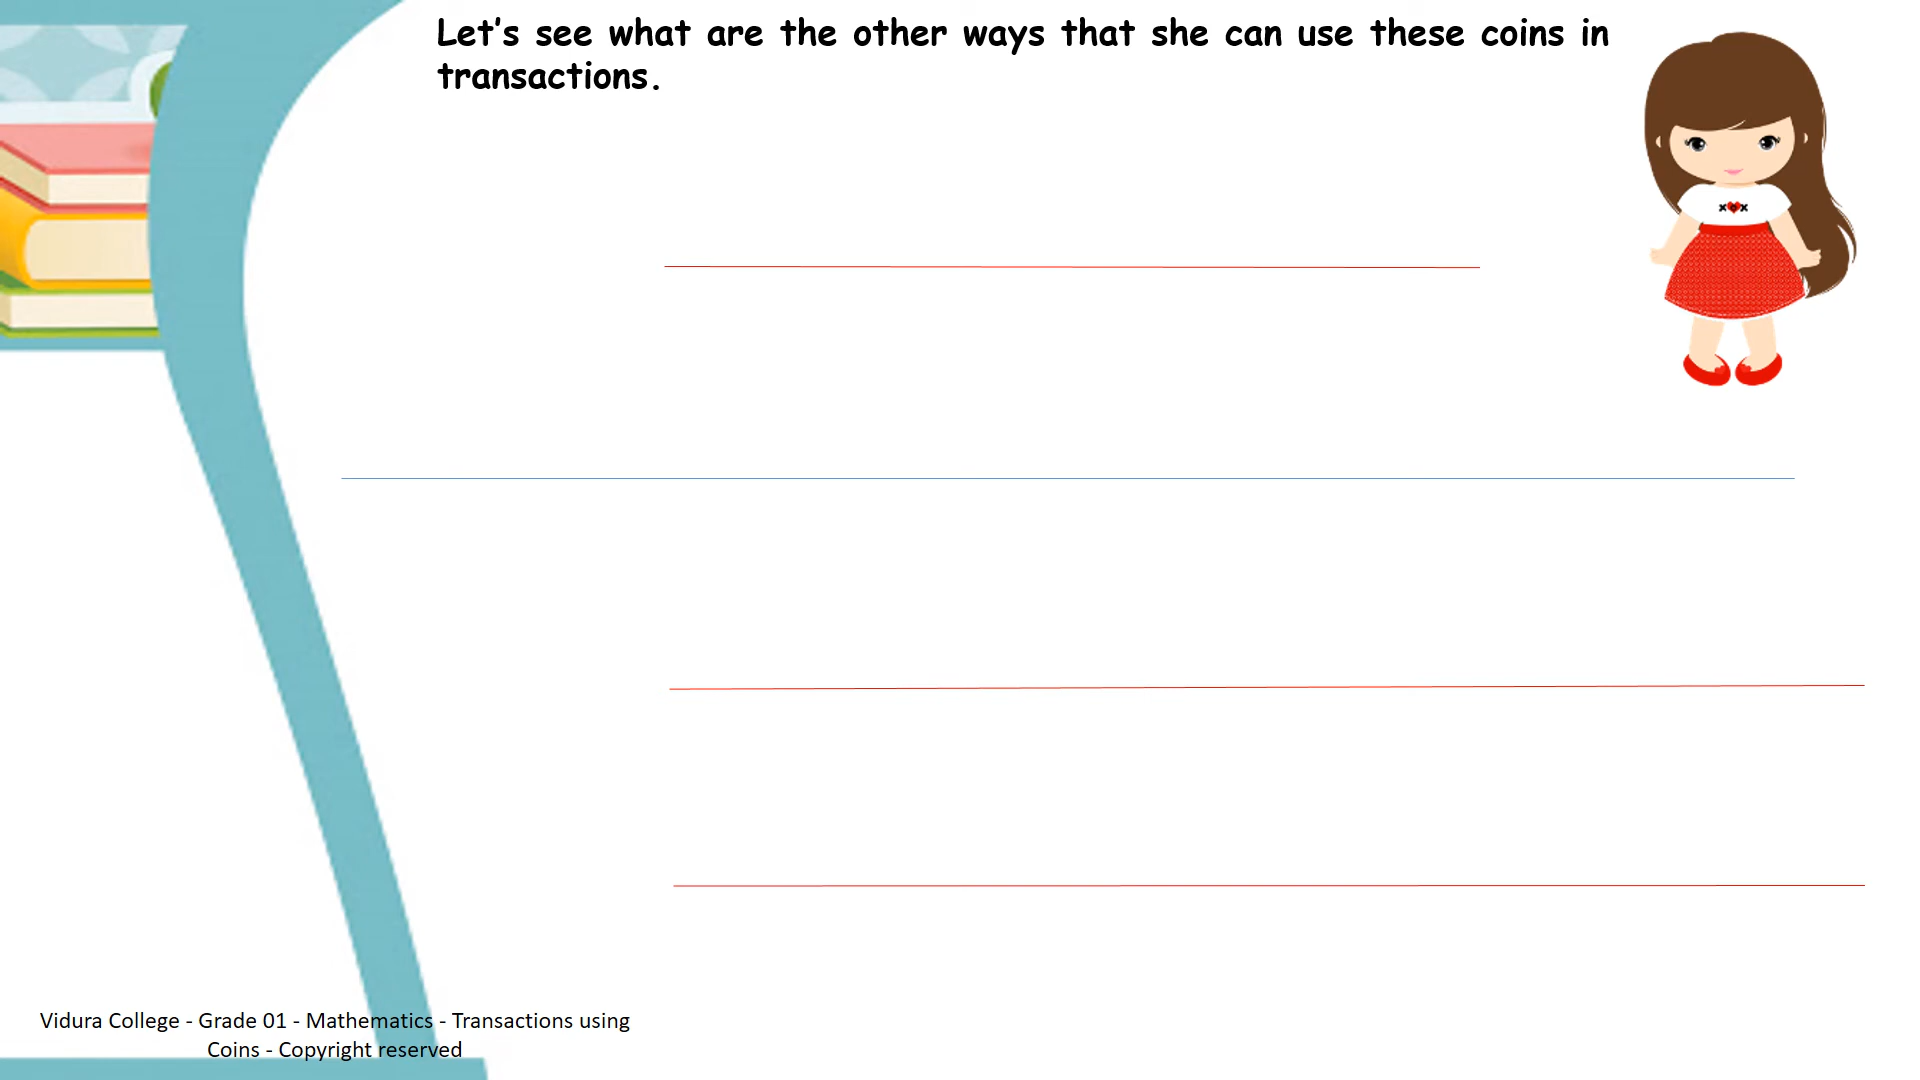 Let's see what are the other ways that she can use these coins in
transactions.
X X
Vidura College - Grade 01 - Mathematics - Transactions using
Coins - Copyright reserved